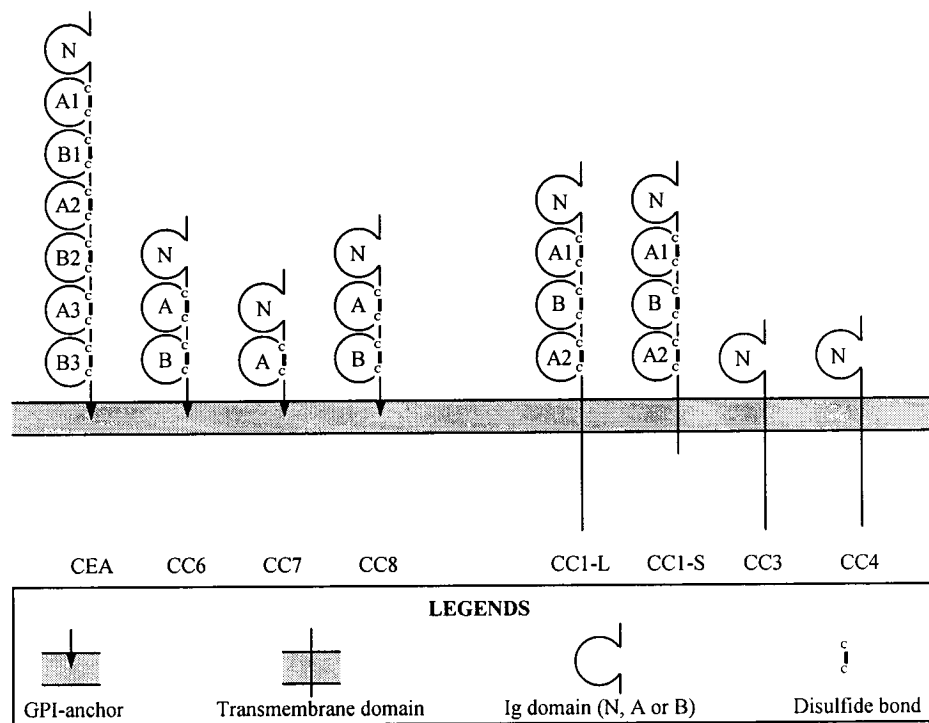 N
A1
B1
A2
B2
A3
B3
N
A
B
N
A
N
A
B
N
A1
B
A2
N
A1
B
A2
N
N
c c c c c c c c c c c c
c c c c
c c
c c c c
c c c c c c
c c c c c c
CEA CC6 CC7 CC8 CC1-L CC1-S CC3 CC4
LEGENDS
c
c
GPI-anchor Transmembrane domain Ig domain (N, A or B) Disulfide bond